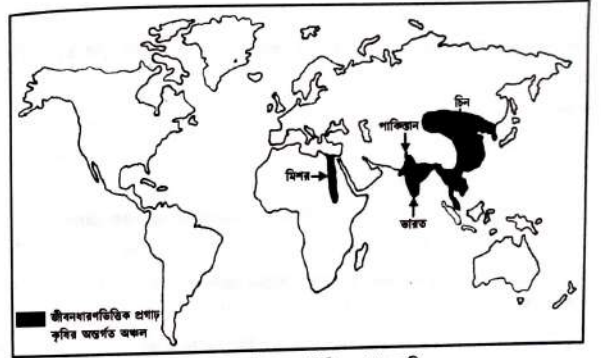 চিন
পাকিস্তান
মিশর
ভারত
জীবনধারণভিত্তিক প্রগাঢ়
কৃষির অন্তর্গত অঞ্চল